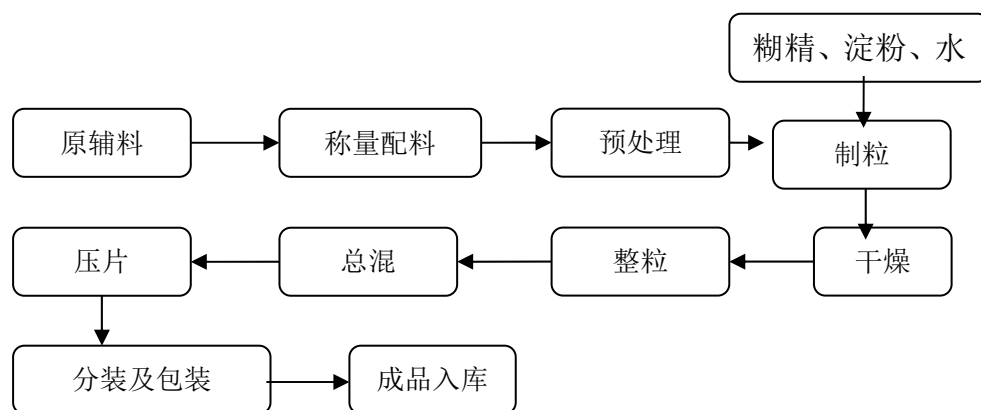 糊精、淀粉、水
原辅料
称量配料
预处理
制粒
压片
总混
整粒
干燥
分装及包装
成品入库